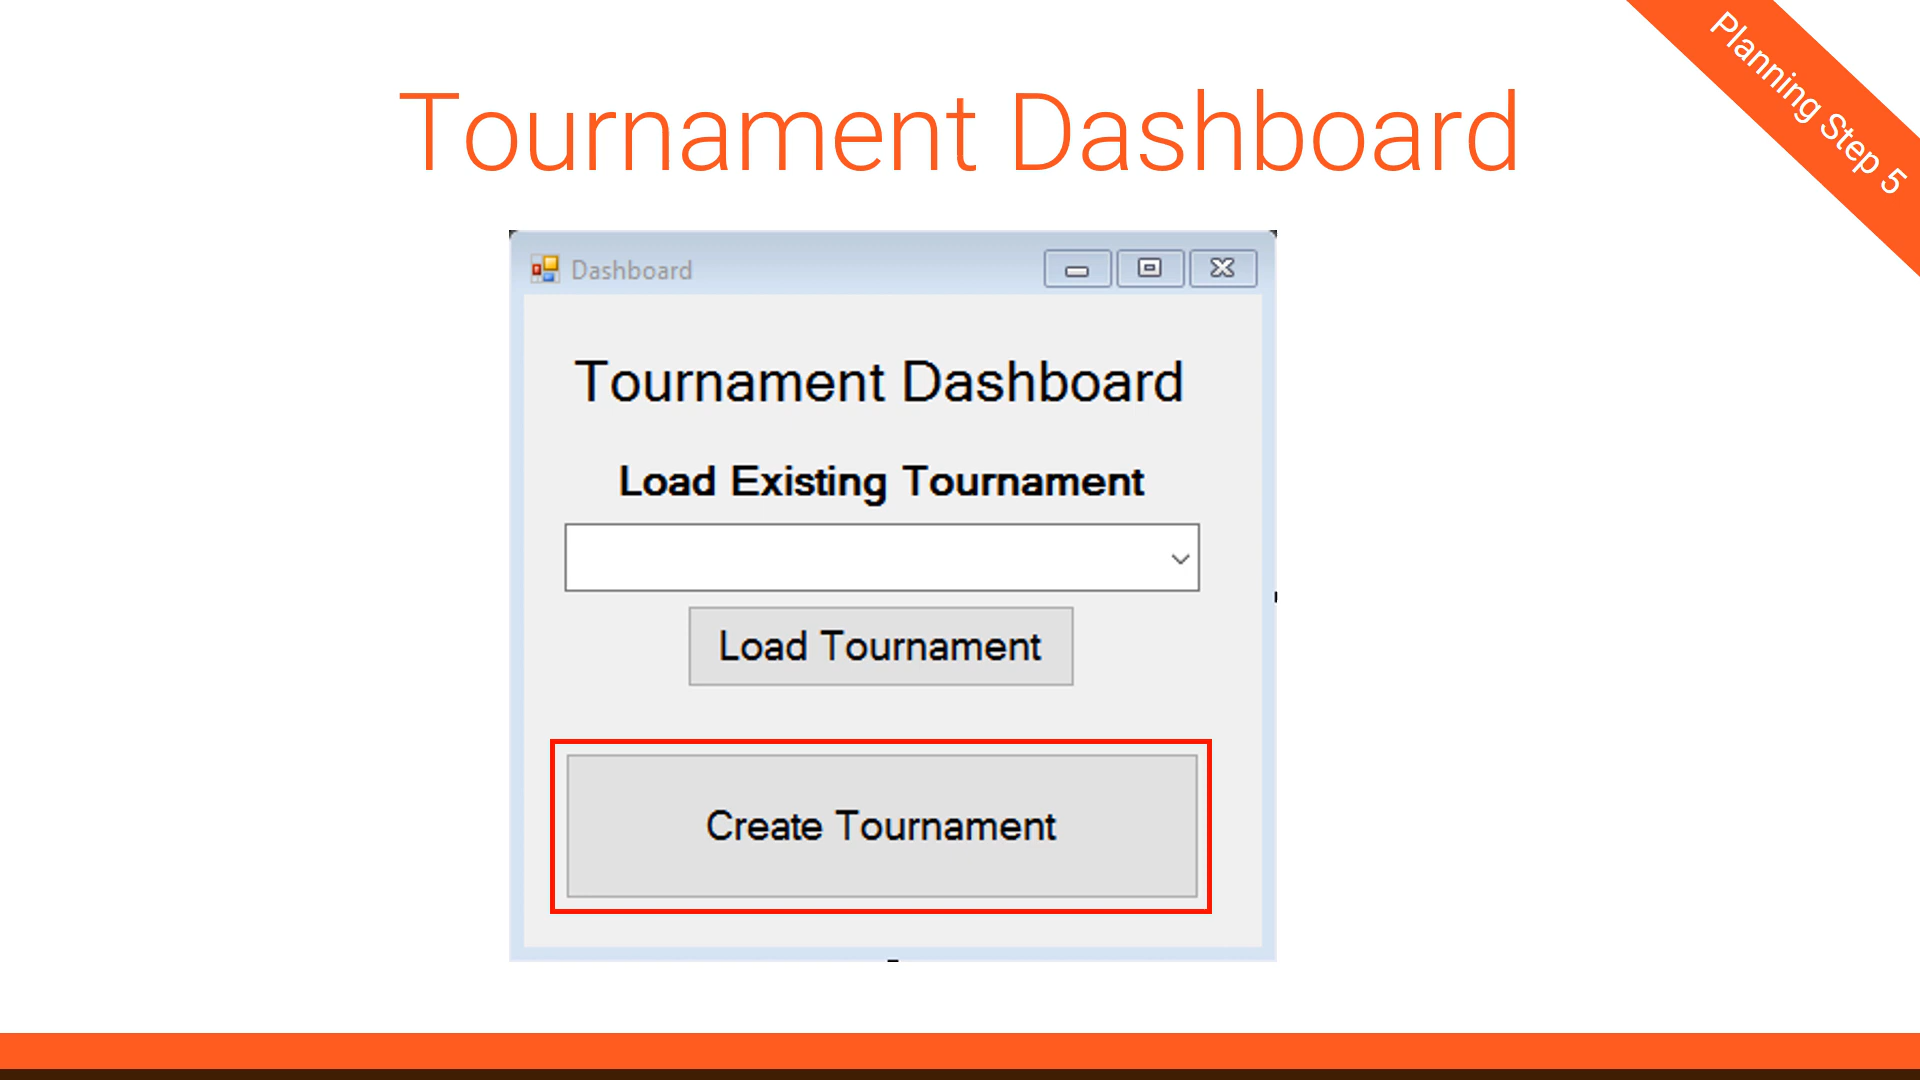 Planning Step 5
Tournament Dashboard
Dashboard
Tournament Dashboard
Load Existing Tournament
Load Tournament
Create Tournament